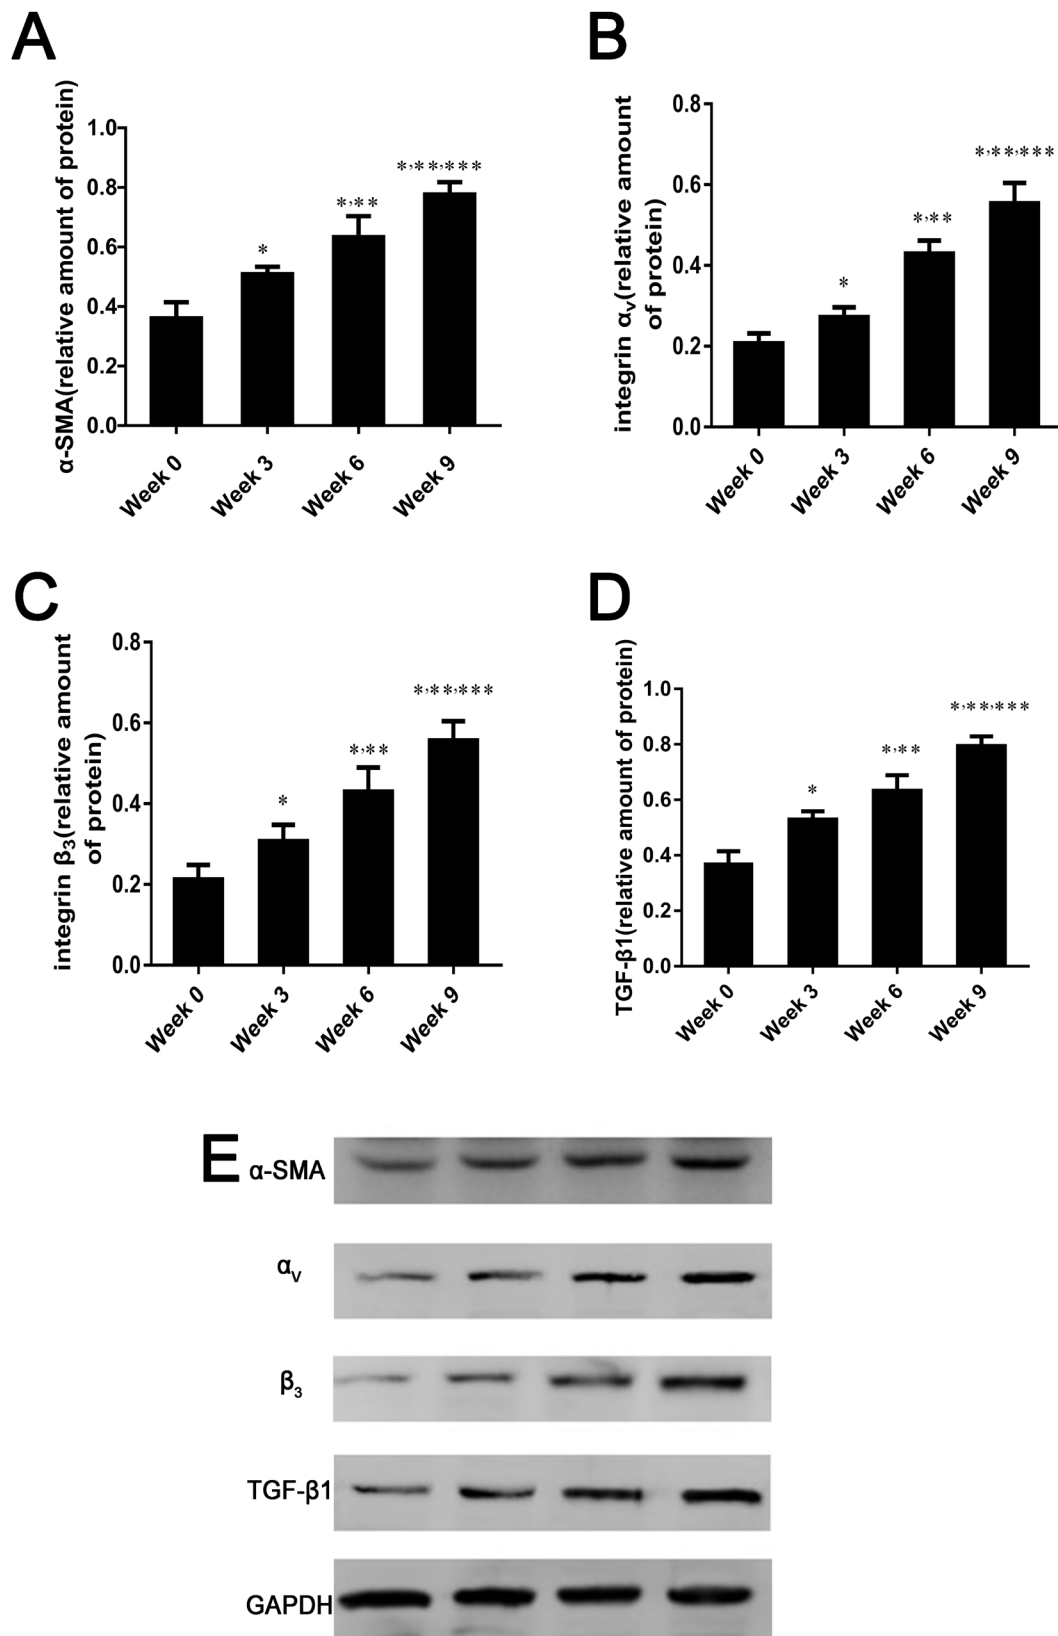 A
α-SMA(relative amount of protein)
1.0
0.8
0.6
0.4
0.2
0.0
*
*,**
*,**,***
Week 0
Week 3
Week 6
Week 9
B
integrin αv(relative amount
of protein)
0.8
0.6
0.4
0.2
0.0
*
*,**
*,**,***
Week 0
Week 3
Week 6
Week 9
C
integrin β3(relative amount
of protein)
0.8
0.6
0.4
0.2
0.0
*
*,**
*,**,***
Week 0
Week 3
Week 6
Week 9
D
TGF-β1(relative amount of protein)
1.0
0.8
0.6
0.4
0.2
0.0
*
*,**
*,**,***
Week 0
Week 3
Week 6
Week 9
E
α-SMA
αV
β3
TGF-β1
GAPDH